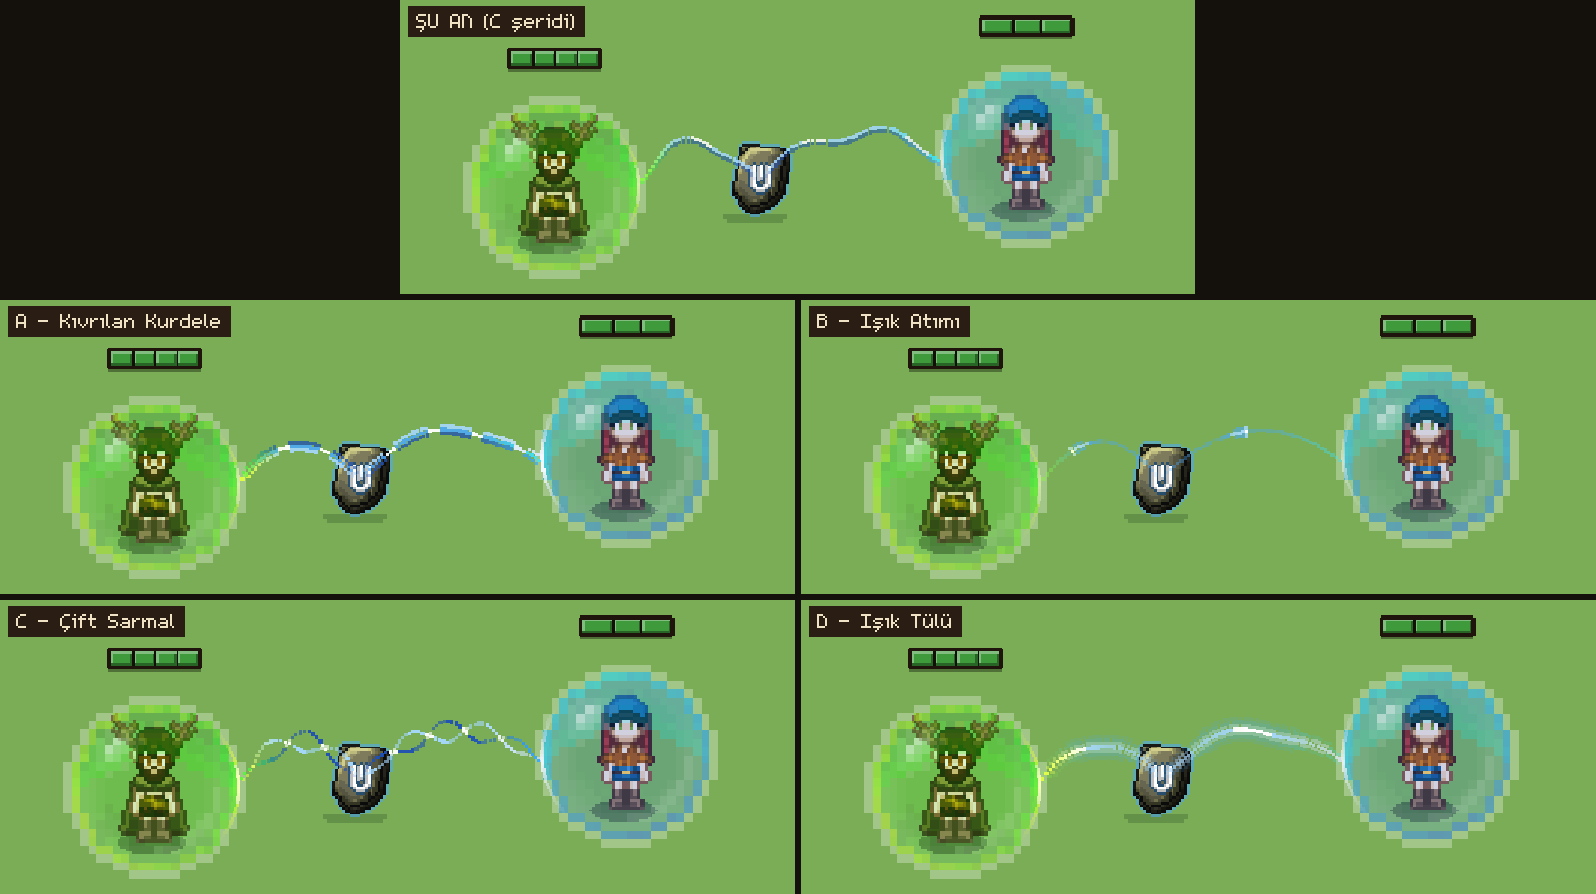 ŞU AN (C şeridi)
A - Kıvrılan Kurdele
B - Işık Atımı
C - Çift Sarmal
D - Işık Tülü